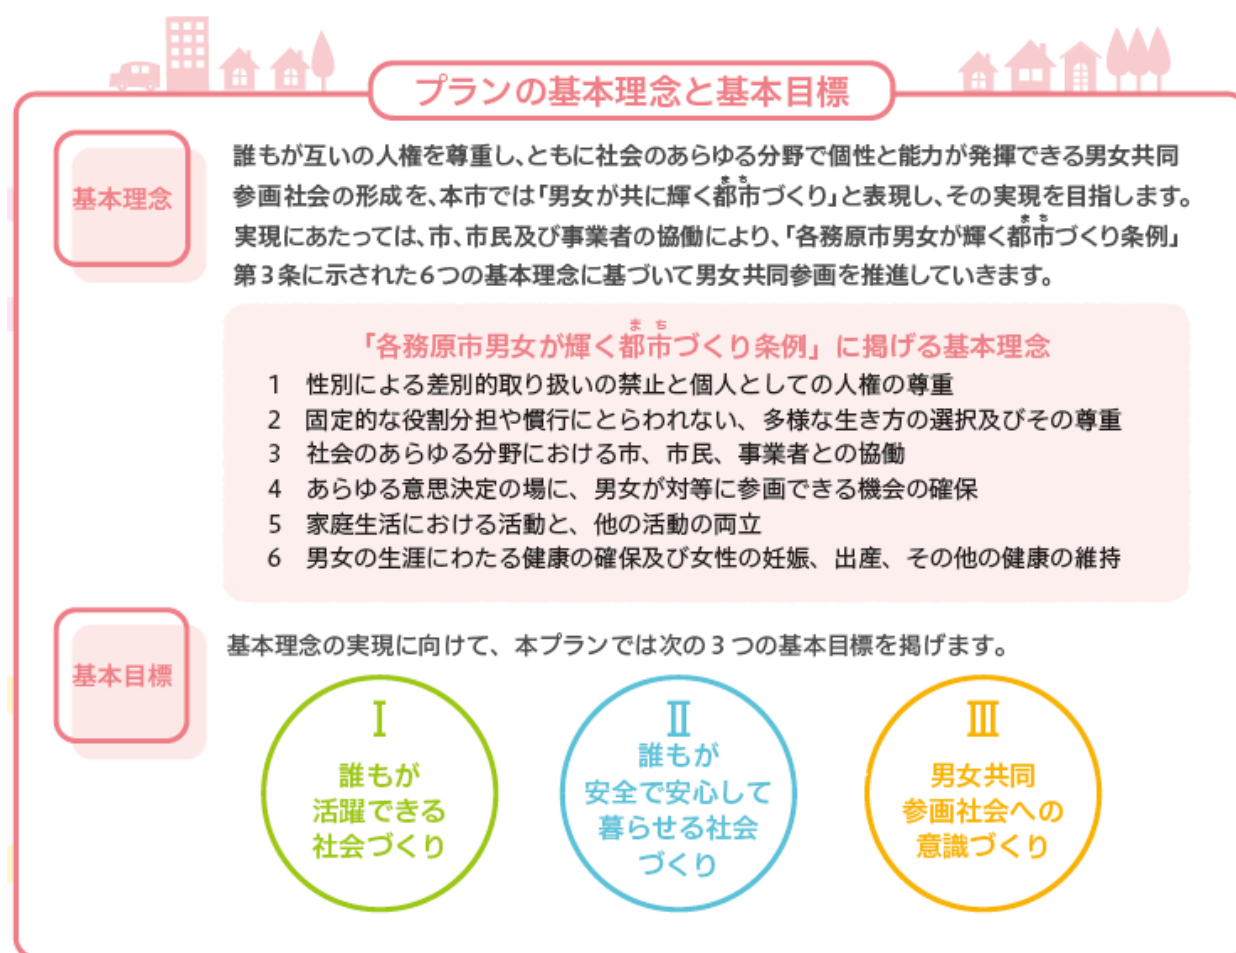 プランの基本理念と基本目標
基本理念
誰もが互いの人権を尊重し、ともに社会のあらゆる分野で個性と能力が発揮できる男女共同
参画社会の形成を、本市では「男女が共に輝く都市づくり」と表現し、その実現を目指します。
まち
実現にあたっては、市、市民及び事業者の協働により、「各務原市男女が輝く都市づくり条例」
まち
第3条に示された6つの基本理念に基づいて男女共同参画を推進していきます。
「各務原市男女が輝く都市づくり条例」に掲げる基本理念
まち
1 性別による差別的取り扱いの禁止と個人としての人権の尊重
2 固定的な役割分担や慣行にとらわれない、多様な生き方の選択及びその尊重
3 社会のあらゆる分野における市、市民、事業者との協働
4 あらゆる意思決定の場に、男女が対等に参画できる機会の確保
5 家庭生活における活動と、他の活動の両立
6 男女の生涯にわたる健康の確保及び女性の妊娠、出産、その他の健康の維持
基本目標
基本理念の実現に向けて、本プランでは次の3つの基本目標を掲げます。
Ⅰ
誰もが
活躍できる
社会づくり
Ⅱ
誰もが
安全で安心して
暮らせる社会
づくり
Ⅲ
男女共同
参画社会への
意識づくり